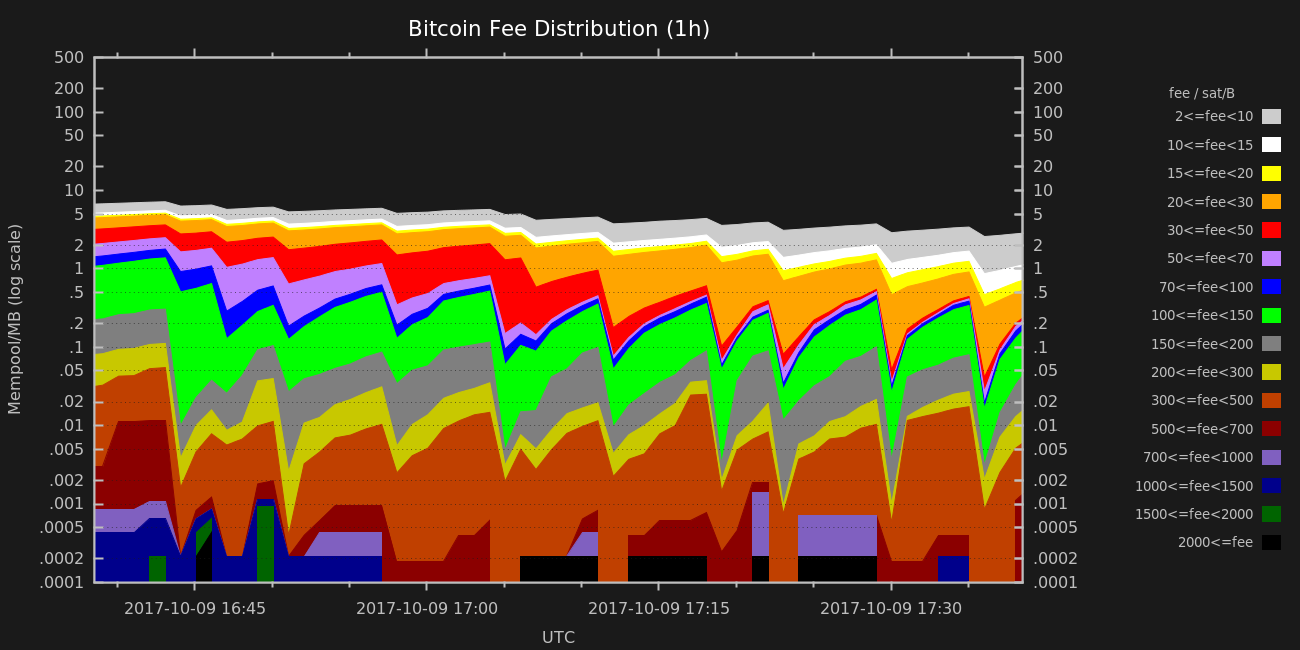 Bitcoin Fee Distribution (1h)
Mempool/MB (log scale)
500 500
200 200
100 100
50 50
20 20
10 10
5 5
2 2
1 1
.5 .5
.2 .2
.1 .1
.05 .05
.02 .02
.01 .01
.005 .005
.002 .002
.001 .001
.0005 .0005
.0002 .0002
.0001 .0001
2017-10-09 16:45 2017-10-09 17:00 2017-10-09 17:15 2017-10-09 17:30
UTC
fee / sat/B
2<=fee<10
10<=fee<15
15<=fee<20
20<=fee<30
30<=fee<50
50<=fee<70
70<=fee<100
100<=fee<150
150<=fee<200
200<=fee<300
300<=fee<500
500<=fee<700
700<=fee<1000
1000<=fee<1500
1500<=fee<2000
2000<=fee